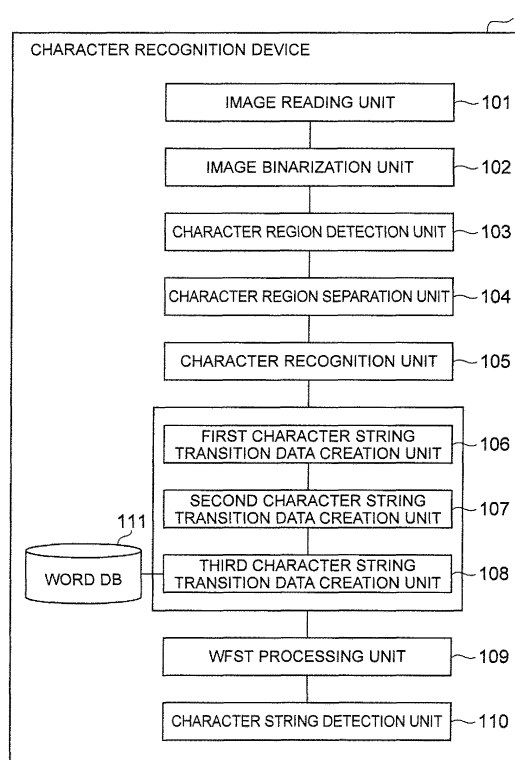 CHARACTER RECOGNITION DEVICE
IMAGE READING UNIT
101
IMAGE BINARIZATION UNIT
102
CHARACTER REGION DETECTION UNIT
103
CHARACTER REGION SEPARATION UNIT
104
CHARACTER RECOGNITION UNIT
105
FIRST CHARACTER STRING
TRANSITION DATA CREATION UNIT
106
SECOND CHARACTER STRING
TRANSITION DATA CREATION UNIT
107
111
WORD DB
THIRD CHARACTER STRING
TRANSITION DATA CREATION UNIT
108
WFST PROCESSING UNIT
109
CHARACTER STRING DETECTION UNIT
110